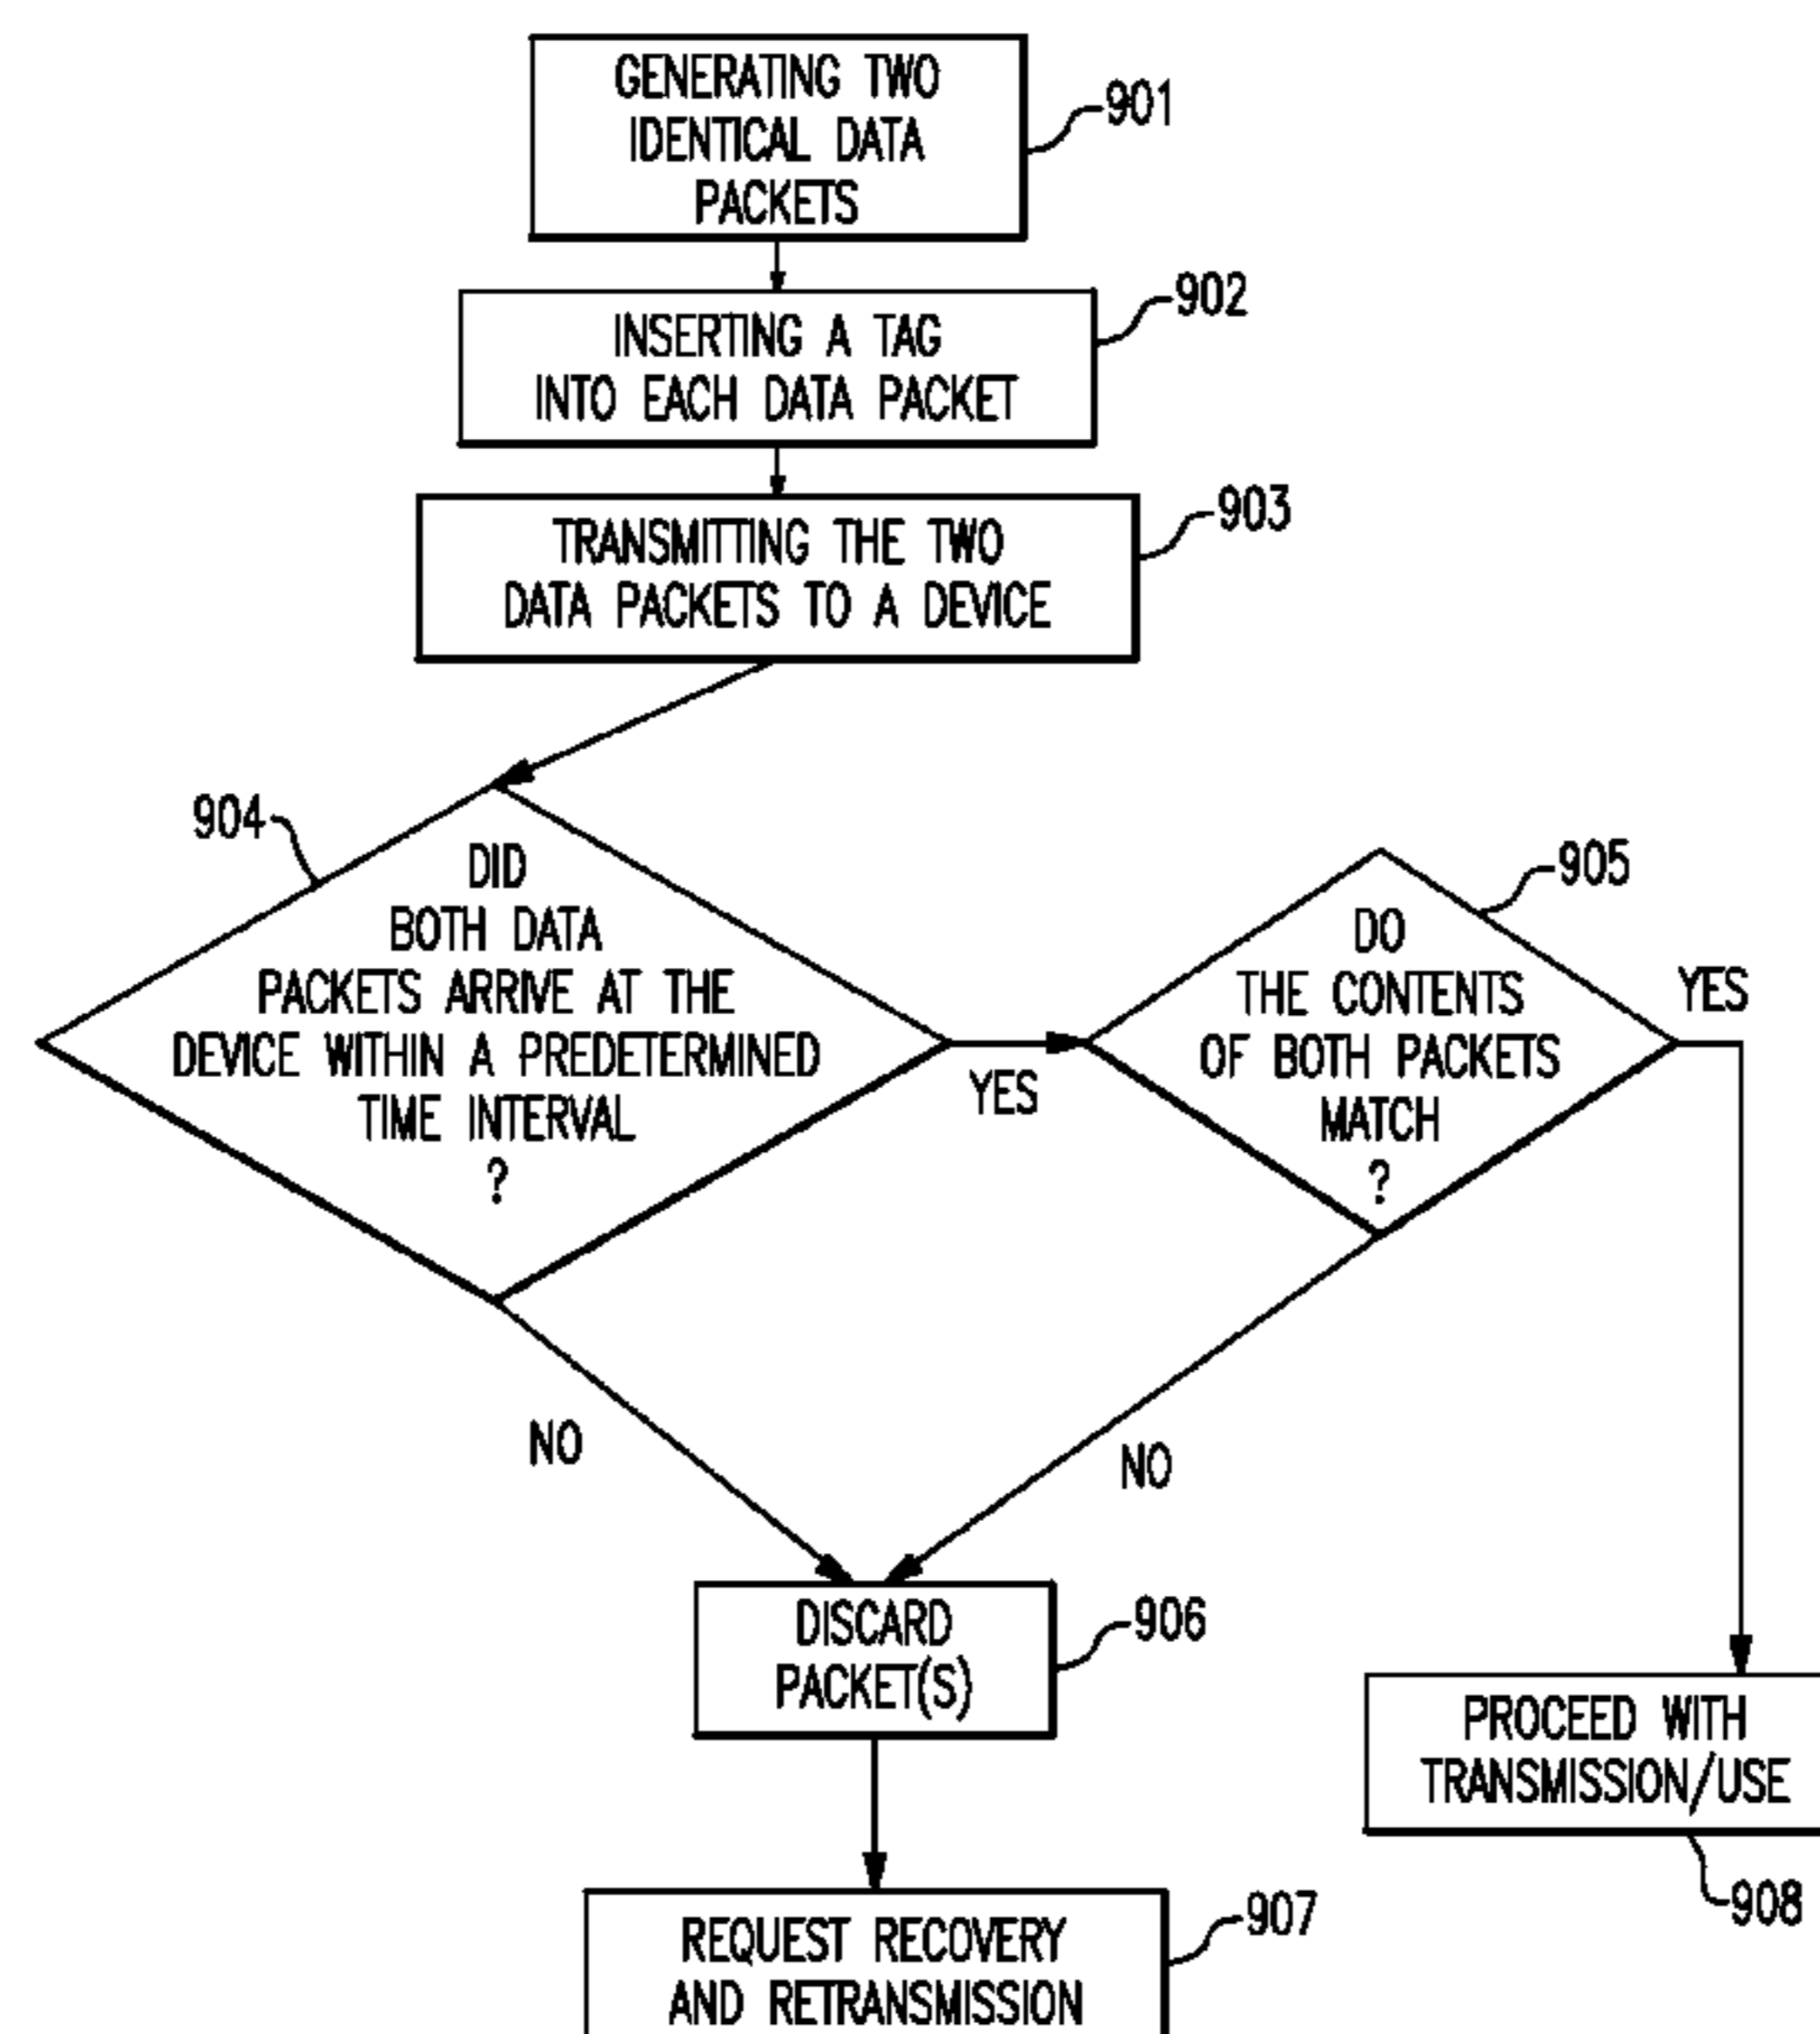 GENERATING TWO
IDENTICAL DATA
PACKETS
901
INSERTING A TAG
INTO EACH DATA PACKET
902
TRANSMITTING THE TWO
DATA PACKETS TO A DEVICE
903
904
DID
BOTH DATA
PACKETS ARRIVE AT THE
DEVICE WITHIN A PREDETERMINED
TIME INTERVAL
?
YES
NO
905
DO
THE CONTENTS
OF BOTH PACKETS
MATCH
?
YES
NO
DISCARD
PACKET(S)
906
PROCEED WITH
TRANSMISSION/USE
908
REQUEST RECOVERY
AND RETRANSMISSION
907